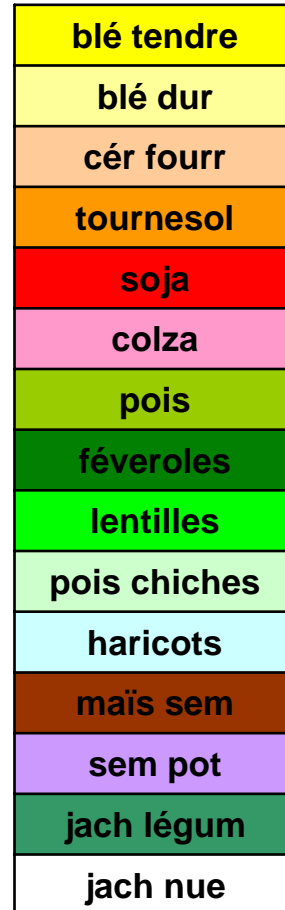 blé tendre
blé dur
cér fourr
tournesol
soja
colza
pois
féveroles
lentilles
pois chiches
haricots
maïs sem
sem pot
jach légum
jach nue